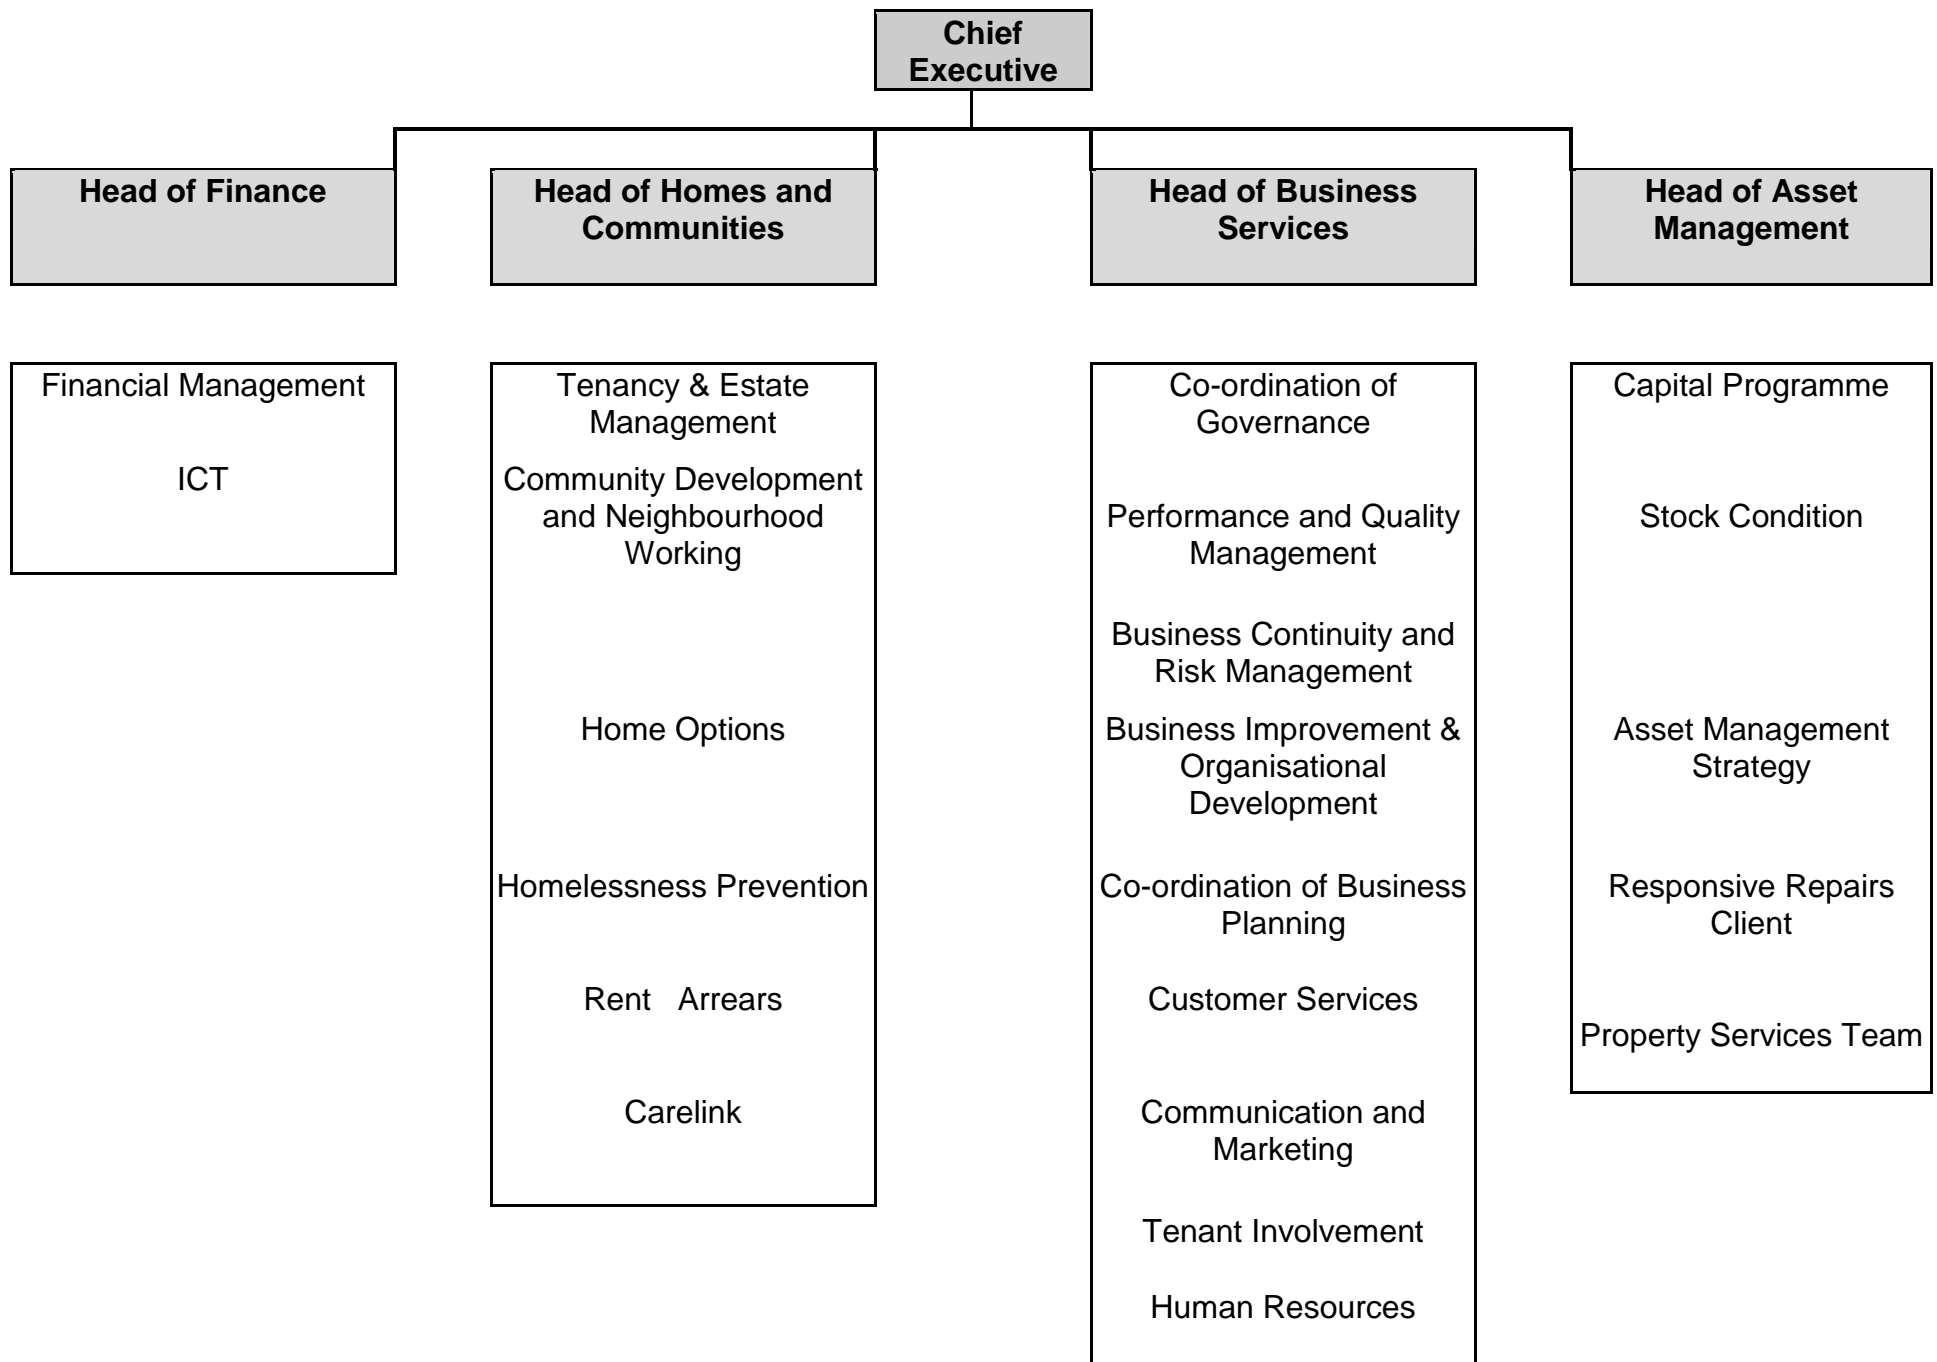 Chief
Executive
Head of Finance
Head of Homes and
Communities
Head of Business
Services
Head of Asset
Management
Financial Management
ICT
Tenancy & Estate
Management
Community Development
and Neighbourhood
Working
Home Options
Homelessness Prevention
Rent Arrears
Carelink
Co-ordination of
Governance
Performance and Quality
Management
Business Continuity and
Risk Management
Business Improvement &
Organisational
Development
Co-ordination of Business
Planning
Customer Services
Communication and
Marketing
Tenant Involvement
Human Resources
Capital Programme
Stock Condition
Asset Management
Strategy
Responsive Repairs
Client
Property Services Team